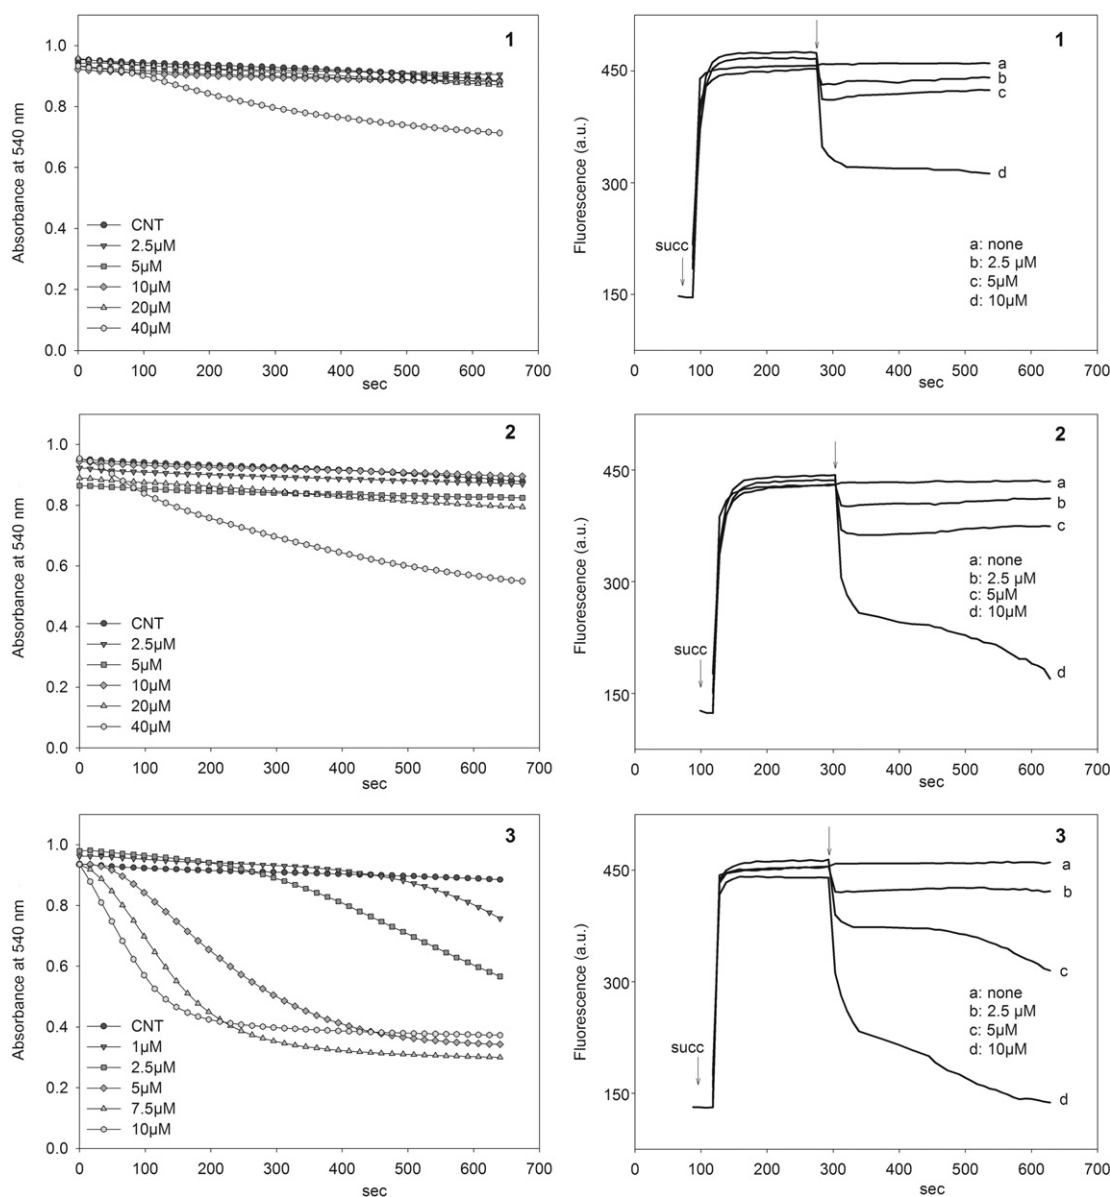 1
Absorbance at 540 nm
1.0
0.8
0.6
0.4
0.2
0.0
CNT
2.5µM
5µM
10µM
20µM
40µM
0 100 200 300 400 500 600 700
sec
1
Fluorescence (a.u.)
450
300
150
succ
a
b
c
d
a: none
b: 2.5 µM
c: 5µM
d: 10µM
0 100 200 300 400 500 600 700
sec
2
Absorbance at 540 nm
1.0
0.8
0.6
0.4
0.2
0.0
CNT
2.5µM
5µM
10µM
20µM
40µM
0 100 200 300 400 500 600 700
sec
2
Fluorescence (a.u.)
450
300
150
succ
a
b
c
a: none
b: 2.5 µM
c: 5µM
d: 10µM
d
0 100 200 300 400 500 600 700
sec
3
Absorbance at 540 nm
1.0
0.8
0.6
0.4
0.2
0.0
CNT
1µM
2.5µM
5µM
7.5µM
10µM
0 100 200 300 400 500 600 700
sec
3
Fluorescence (a.u.)
450
300
150
succ
a
b
c
a: none
b: 2.5 µM
c: 5µM
d: 10µM
d
0 100 200 300 400 500 600 700
sec